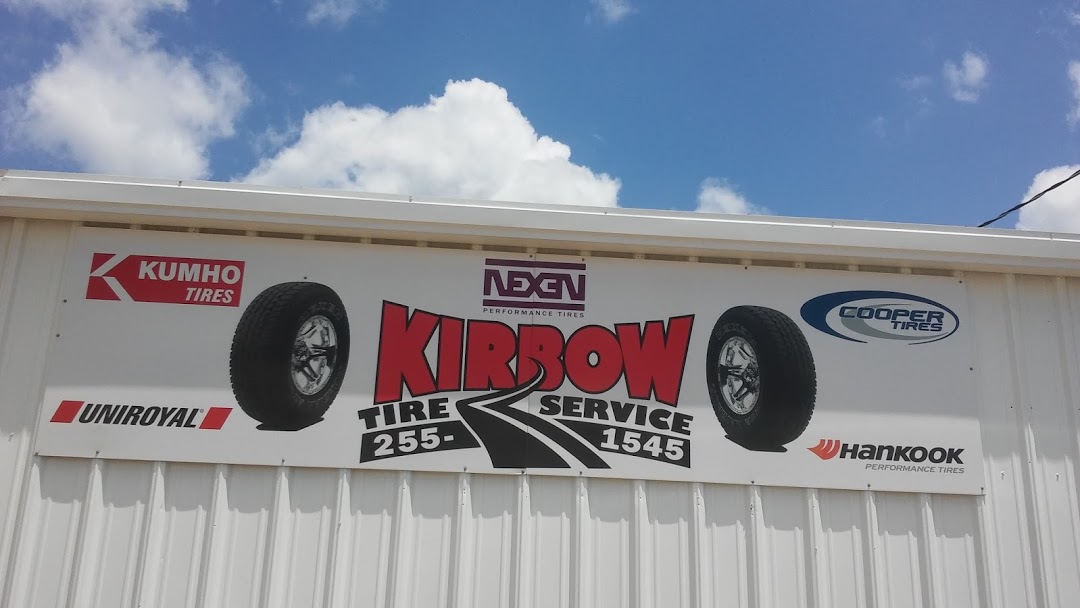 KUMHO
TIRES
NEXEN
PERFORMANCE TIRES
COOPER
TIRES
KIRBOW
TIRE SERVICE
255-1545
UNIROYAL®
HANKOOK
PERFORMANCE TIRES